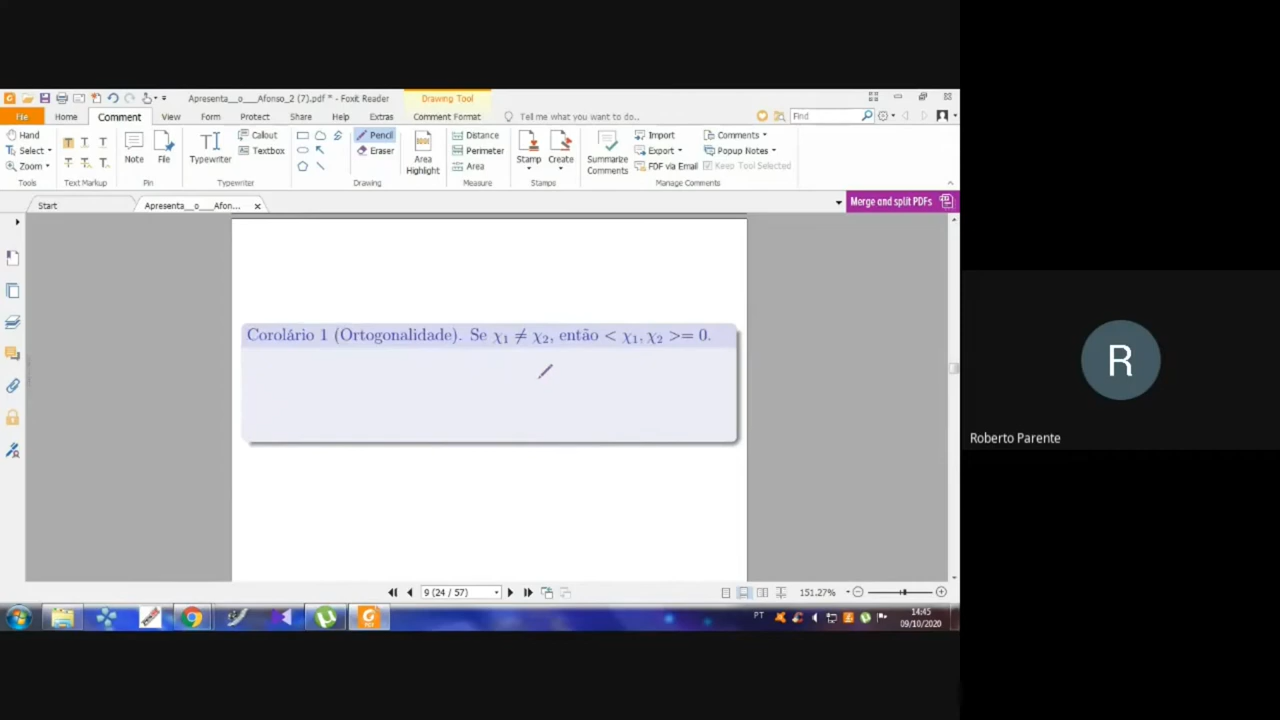 Apresenta__o___Afonso_2 (7).pdf * - Foxit Reader
Drawing Tool
File Home Comment View Form Protect Share Help Extras Comment Format Tell me what you want to do.. Find
Hand
Select
Zoom
Tools
Text Markup
Note
File
Pin
Typewriter
Callout
Textbox
Typewriter
Pencil
Eraser
Drawing
Area
Highlight
Distance
Perimeter
Area
Measure
Stamp
Create
Stamps
Summarize
Comments
Import
Export
FDF via Email
Comments
Popup Notes
Keep Tool Selected
Manage Comments
Start
Apresenta__o___Afon...
Merge and split PDFs
Corolário 1 (Ortogonalidade). Se χ₁ ≠ χ₂, então < χ₁, χ₂ >= 0.
R
Roberto Parente
9 (24 / 57)
151.27%
PT
14:45
09/10/2020